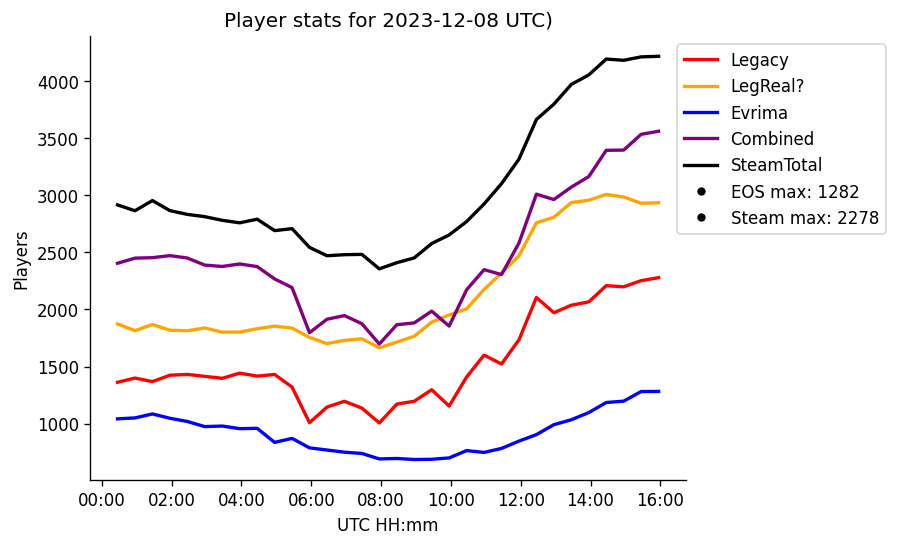 Player stats for 2023-12-08 UTC)
Legacy
LegReal?
Evrima
Combined
SteamTotal
EOS max: 1282
Steam max: 2278
Players
4000
3500
3000
2500
2000
1500
1000
00:00 02:00 04:00 06:00 08:00 10:00 12:00 14:00 16:00
UTC HH:mm